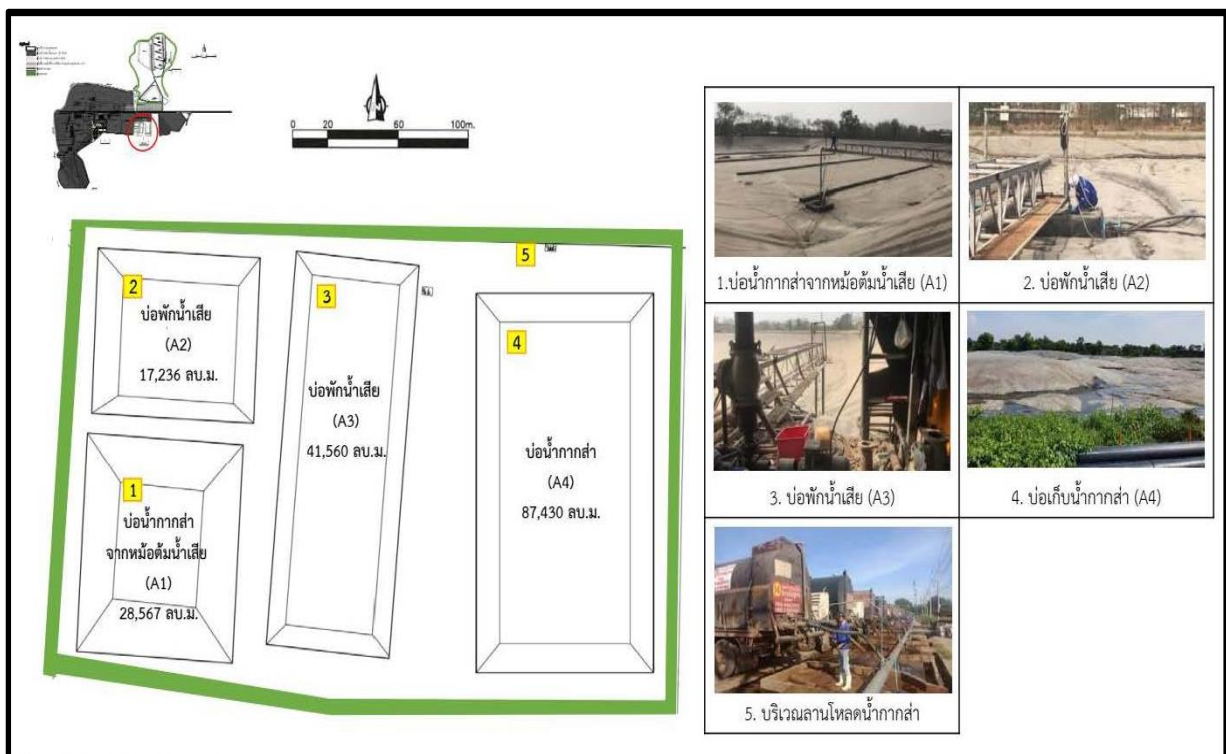 0 20 60 100m.
2
บ่อพักน้ำเสีย
(A2)
17,236 ลบ.ม.
1
บ่อน้ำกากส่า
จากหม้อต้มน้ำเสีย
(A1)
28,567 ลบ.ม.
3
บ่อพักน้ำเสีย
(A3)
41,560 ลบ.ม.
5
4
บ่อน้ำกากส่า
(A4)
87,430 ลบ.ม.
1.บ่อน้ำกากส่าจากหม้อต้มน้ำเสีย (A1)
2. บ่อพักน้ำเสีย (A2)
3. บ่อพักน้ำเสีย (A3)
4. บ่อเก็บน้ำกากส่า (A4)
5. บริเวณลานโหลดน้ำกากส่า